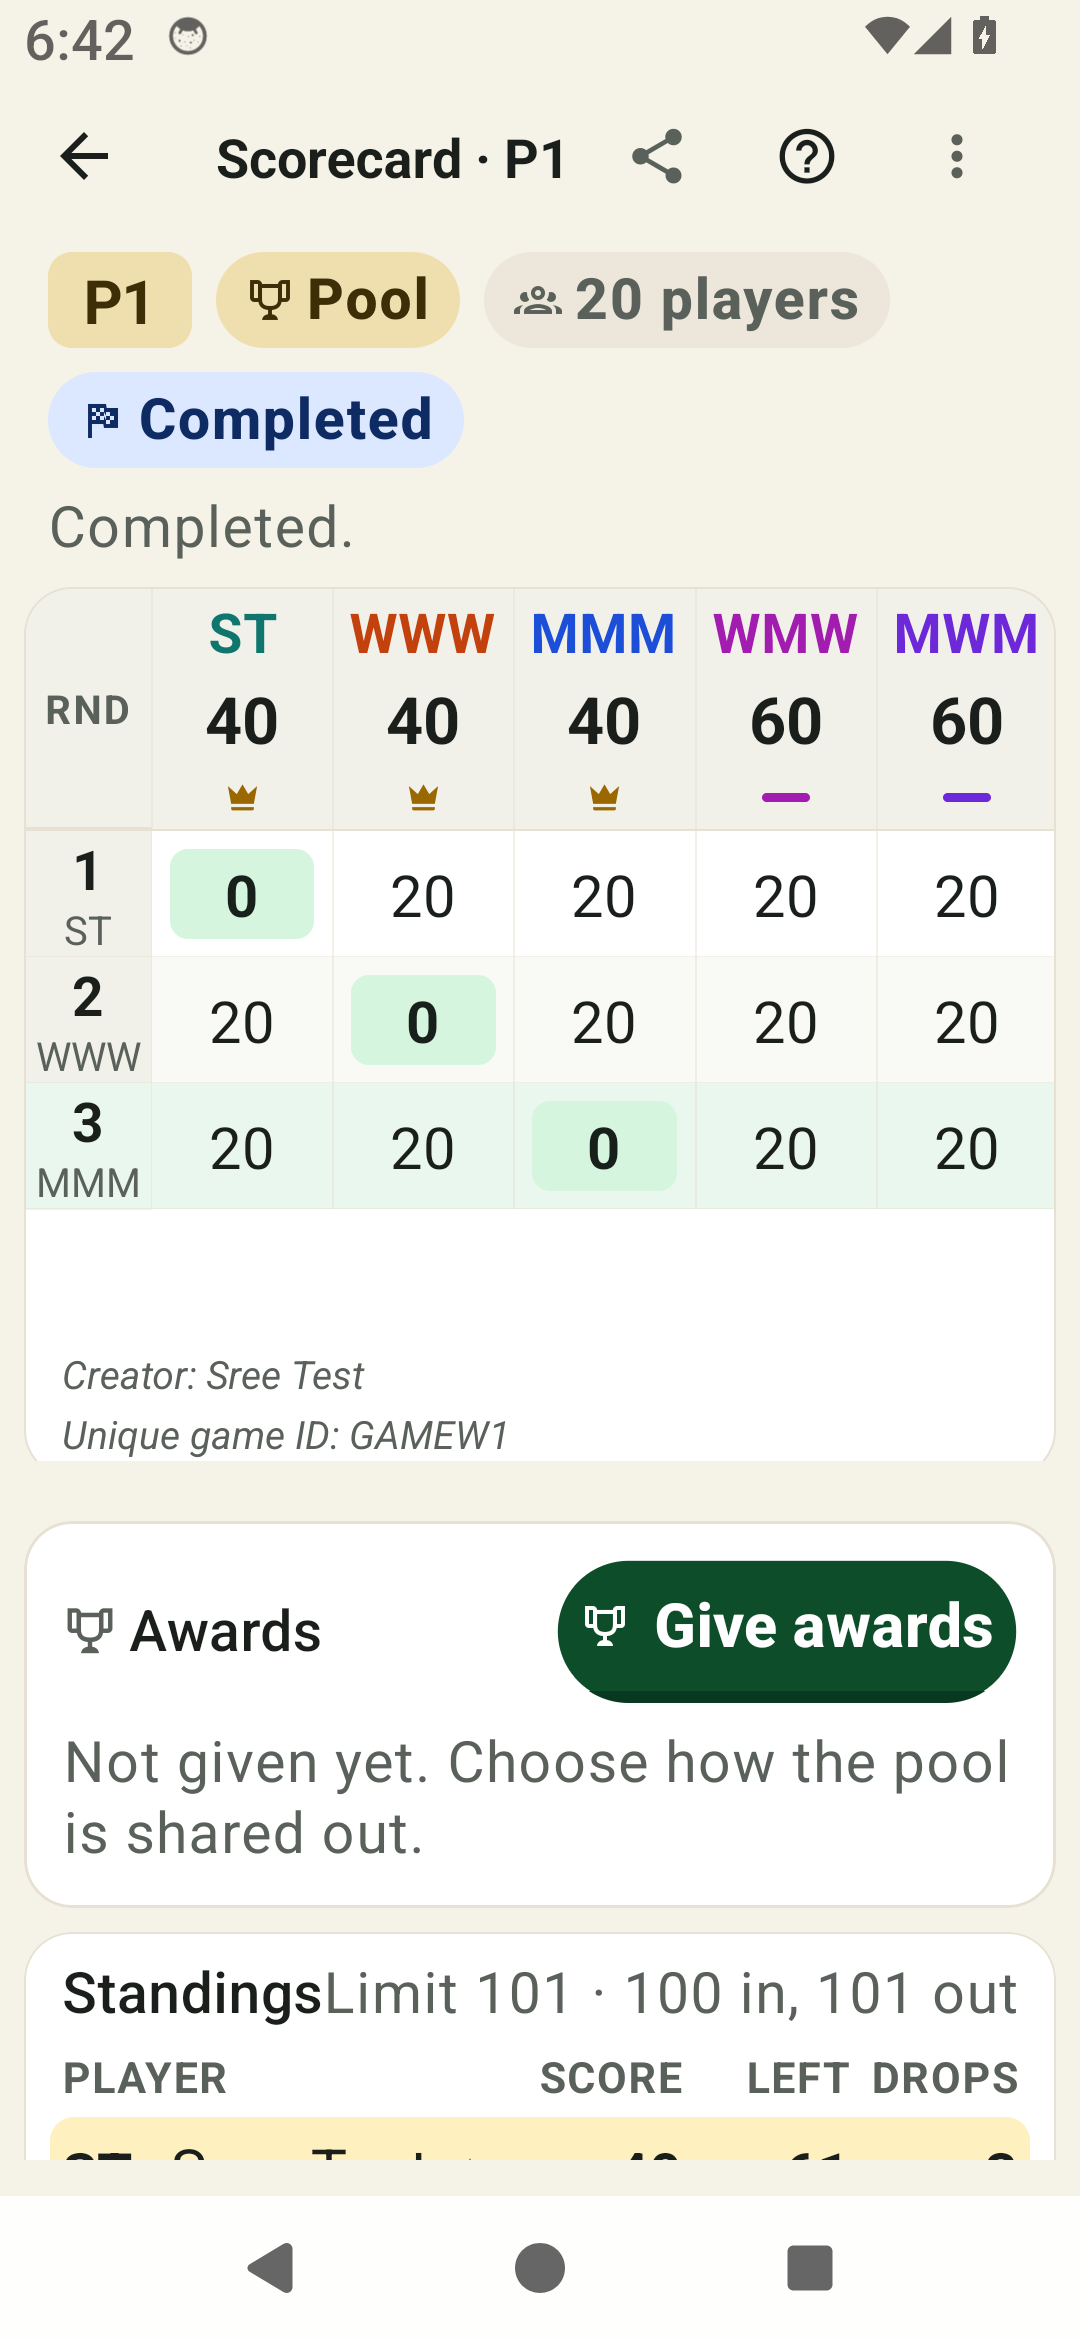 6:42
Scorecard · P1
P1
Pool
20 players
Completed
Completed.
RND ST WWW MMM WMW MWM
40 40 40 60 60
1 0 20 20 20 20
ST
2 20 0 20 20 20
WWW
3 20 20 0 20 20
MMM
Creator: Sree Test
Unique game ID: GAMEW1
Awards
Give awards
Not given yet. Choose how the pool
is shared out.
Standings Limit 101 · 100 in, 101 out
PLAYER SCORE LEFT DROPS